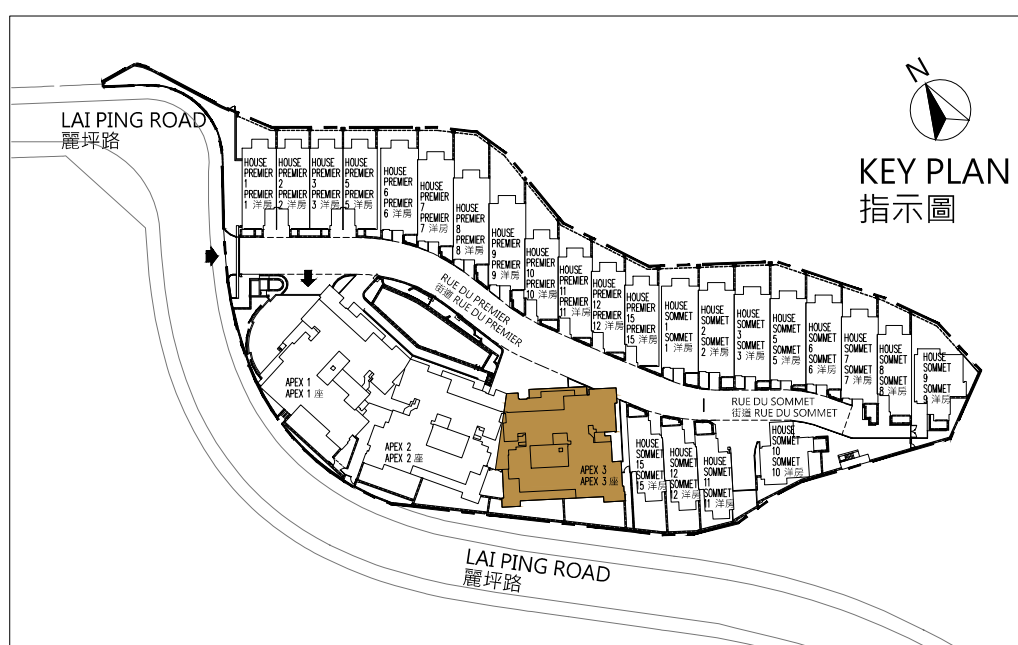 N
KEY PLAN
指示圖
LAI PING ROAD
麗坪路
HOUSE
PREMIER
1
PREMIER
1 洋房
HOUSE
PREMIER
2
PREMIER
2 洋房
HOUSE
PREMIER
3
PREMIER
3 洋房
HOUSE
PREMIER
5
PREMIER
5 洋房
HOUSE
PREMIER
6
PREMIER
6 洋房
HOUSE
PREMIER
7
PREMIER
7 洋房
HOUSE
PREMIER
8
PREMIER
8 洋房
HOUSE
PREMIER
9
PREMIER
9 洋房
HOUSE
PREMIER
10
PREMIER
10 洋房
HOUSE
PREMIER
11
PREMIER
11 洋房
HOUSE
PREMIER
12
PREMIER
12 洋房
HOUSE
PREMIER
15
PREMIER
15 洋房
HOUSE
SOMMET
1
SOMMET
1 洋房
HOUSE
SOMMET
2
SOMMET
2 洋房
HOUSE
SOMMET
3
SOMMET
3 洋房
HOUSE
SOMMET
5
SOMMET
5 洋房
HOUSE
SOMMET
6
SOMMET
6 洋房
HOUSE
SOMMET
7
SOMMET
7 洋房
HOUSE
SOMMET
8
SOMMET
8 洋房
HOUSE
SOMMET
9
SOMMET
9 洋房
RUE DU PREMIER
街道 RUE DU PREMIER
RUE DU SOMMET
街道 RUE DU SOMMET
APEX 1
APEX 1 座
APEX 2
APEX 2 座
APEX 3
APEX 3 座
HOUSE
SOMMET
15
SOMMET
15 洋房
HOUSE
SOMMET
12
SOMMET
12 洋房
HOUSE
SOMMET
11
SOMMET
11 洋房
HOUSE
SOMMET
10
SOMMET
10 洋房
LAI PING ROAD
麗坪路